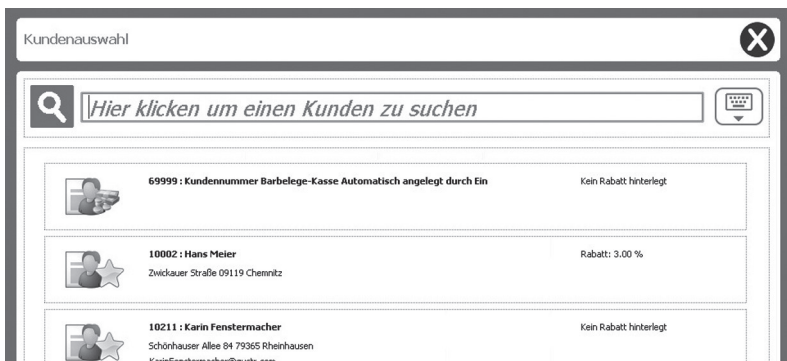 Kundenauswahl
Hier klicken um einen Kunden zu suchen
69999 : Kundennummer Barbelege-Kasse Automatisch angelegt durch Ein
Kein Rabatt hinterlegt
10002 : Hans Meier
Rabatt: 3.00 %
Zwickauer Straße 09119 Chemnitz
10211 : Karin Fenstermacher
Kein Rabatt hinterlegt
Schönhauser Allee 84 79365 Rheinhausen